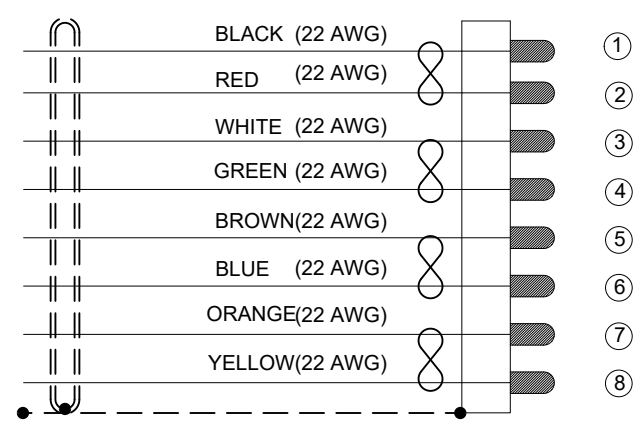 BLACK (22 AWG) 1
RED (22 AWG) 2
WHITE (22 AWG) 3
GREEN (22 AWG) 4
BROWN(22 AWG) 5
BLUE (22 AWG) 6
ORANGE(22 AWG) 7
YELLOW(22 AWG) 8